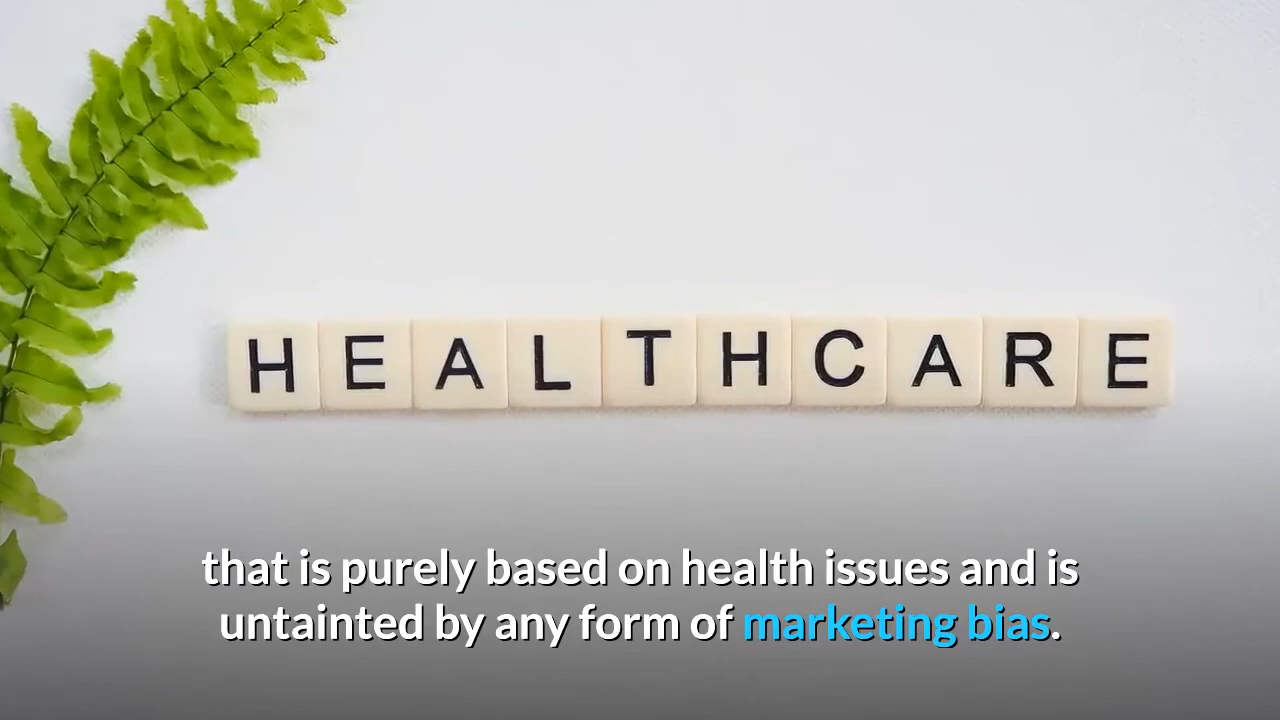 HEALTHCARE
that is purely based on health issues and is
untainted by any form of marketing bias.